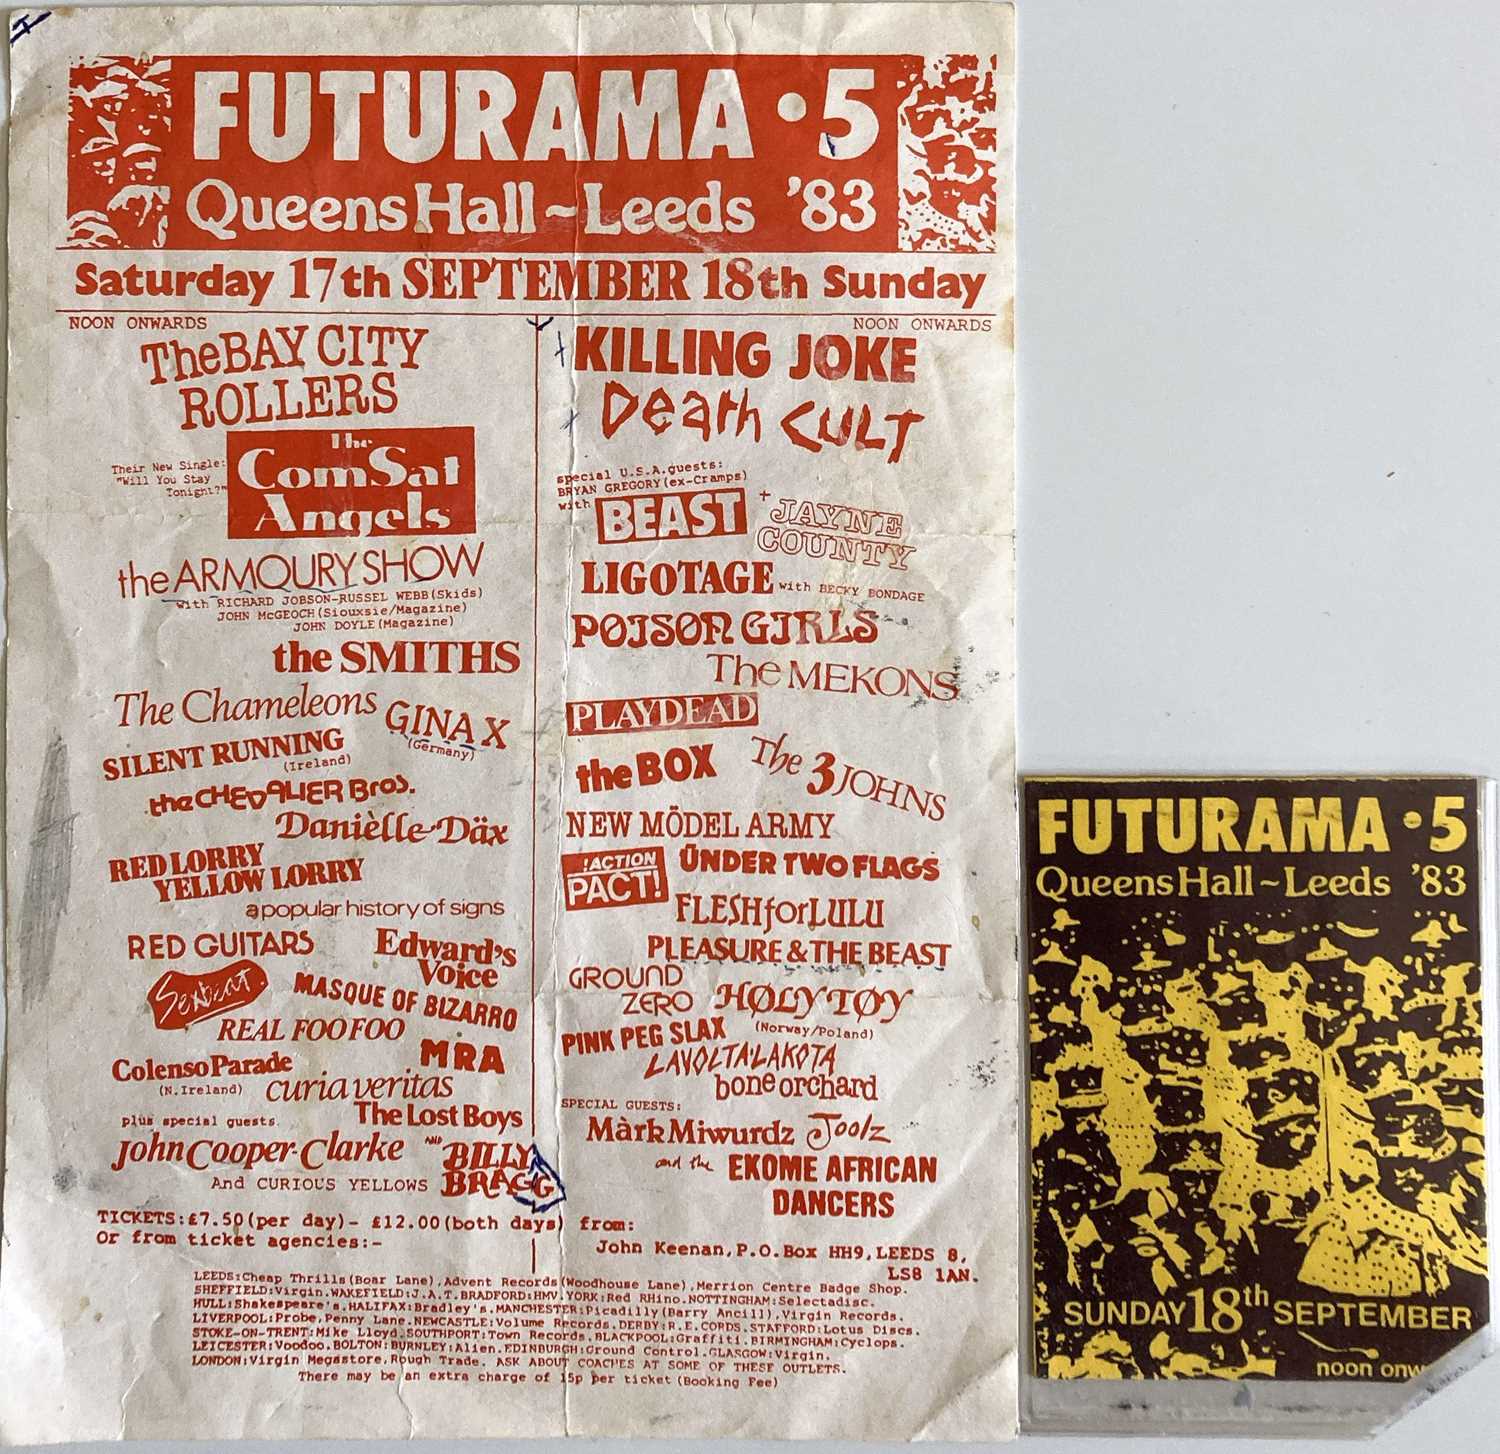 FUTURAMA • 5
Queens Hall ~ Leeds '83
Saturday 17th SEPTEMBER 18th Sunday
NOON ONWARDS
The BAY CITY
ROLLERS
Their New Single:
"Will You Stay
Tonight?"
The
ComSat
Angels
the ARMOURY SHOW
with RICHARD JOBSON-RUSSEL WEBB(Skids)
JOHN McGEOCH(Siouxsie/Magazine)
JOHN DOYLE(Magazine)
the SMITHS
The Chameleons
GINA X
(Germany)
SILENT RUNNING
(Ireland)
the CHEVALIER Bros.
Danièlle Däx
RED LORRY
YELLOW LORRY
a popular history of signs
RED GUITARS
Edward's
Voice
Sexbeat.
MASQUE OF BIZARRO
REAL FOO FOO
MRA
Colenso Parade
(N.Ireland)
curia veritas
The Lost Boys
plus special guests
John Cooper-Clarke
AND
BILLY
BRAGG
And CURIOUS YELLOWS
NOON ONWARDS
KILLING JOKE
Death CULT
special U.S.A.guests:
BRYAN GREGORY(ex-Cramps)
with
BEAST
+ JAYNE
COUNTY
LIGOTAGE with BECKY BONDAGE
POISON GIRLS
The MEKONS
PLAYDEAD
the BOX
The 3 JOHNS
NEW MÖDEL ARMY
!ACTION
PACT!
ÜNDER TWO FLAGS
FLESH for LULU
PLEASURE & THE BEAST
GROUND
ZERO
HØLY TØY
(Norway/Poland)
PINK PEG SLAX
LAVOLTA·LAKOTA
bone orchard
SPECIAL GUESTS:
Màrk Miwurdz
Joolz
and the EKOME AFRICAN
DANCERS
TICKETS:£7.50(per day)- £12.00(both days) from:
Or from ticket agencies:-
John Keenan,P.O.Box HH9,LEEDS 8,
LS8 1AN.
LEEDS:Cheap Thrills(Boar Lane),Advent Records(Woodhouse Lane),Merrion Centre Badge Shop.
SHEFFIELD:Virgin.WAKEFIELD:J.A.T.BRADFORD:HMV.YORK:Red RHino.NOTTINGHAM:Selectadisc.
HULL:Shakespeare's.HALIFAX:Bradley's.MANCHESTER:Picadilly(Barry Ancill),Virgin Records.
LIVERPOOL:Probe,Penny Lane.NEWCASTLE:Volume Records.DERBY:R.E.CORDS.STAFFORD:Lotus Discs.
STOKE-ON-TRENT:Mike Lloyd.SOUTHPORT:Town Records.BLACKPOOL:Graffiti.BIRMINGHAM:Cyclops.
LEICESTER:Voodoo.BOLTON:BURNLEY:Alien.EDINBURGH:Ground Control.GLASGOW:Virgin.
LONDON:Virgin Megastore,Rough Trade. ASK ABOUT COACHES AT SOME OF THESE OUTLETS.
There may be an extra charge of 15p per ticket(Booking Fee)
FUTURAMA • 5
Queens Hall ~ Leeds '83
SUNDAY 18th SEPTEMBER
noon onw